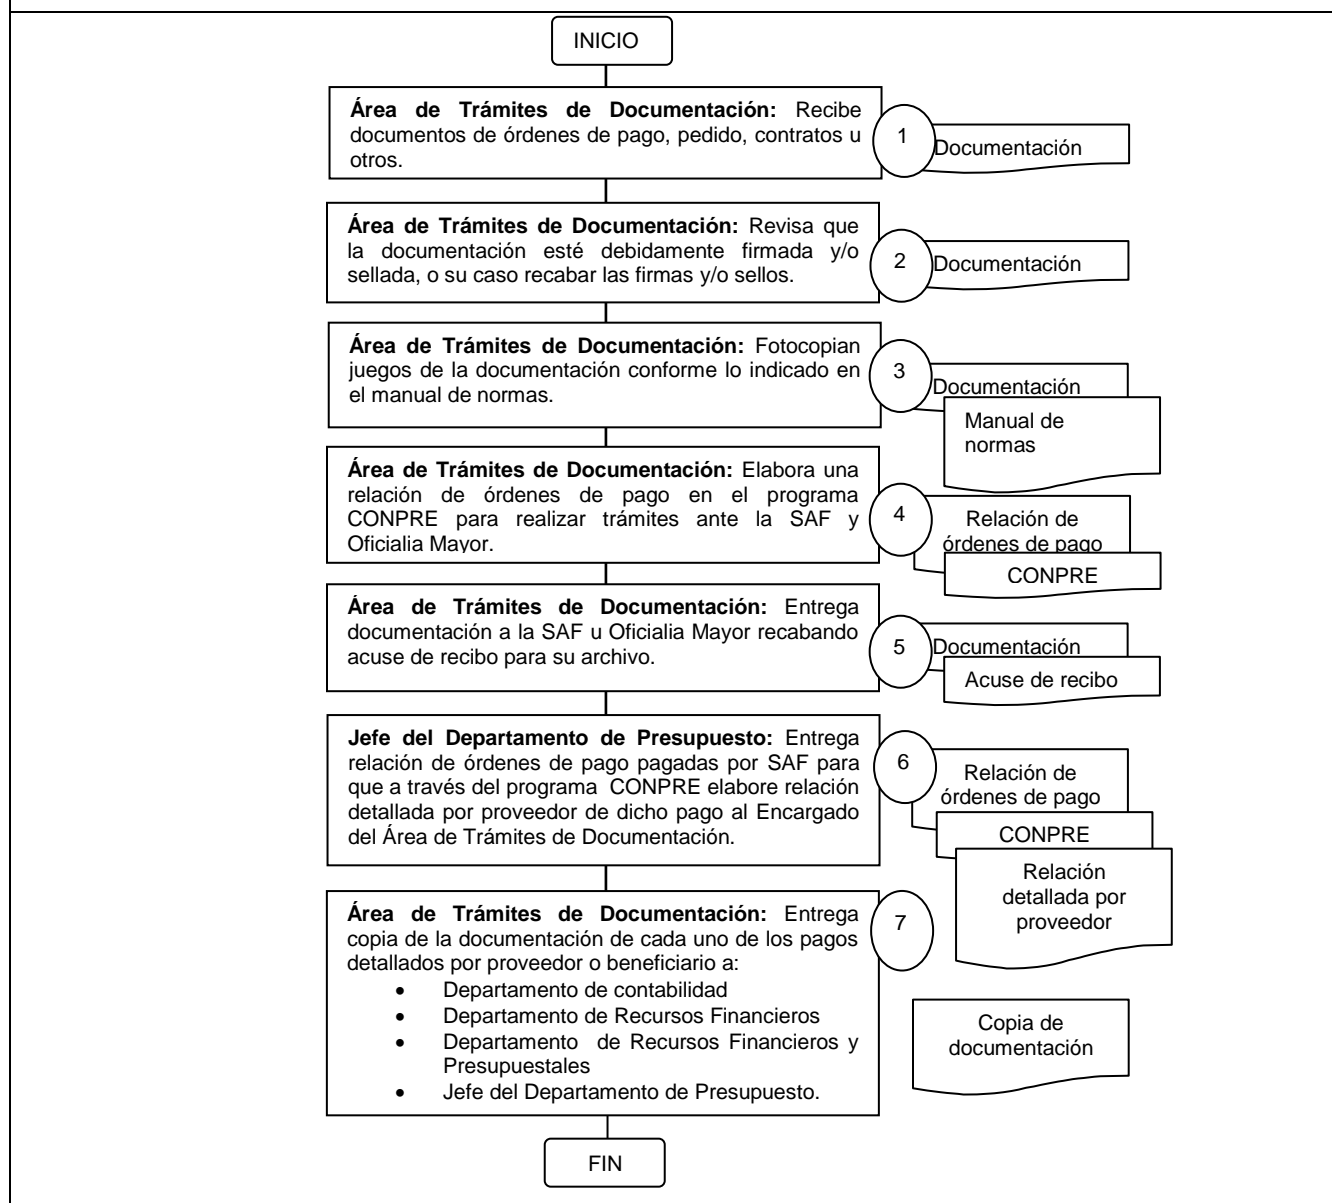 INICIO
Área de Trámites de Documentación: Recibe
documentos de órdenes de pago, pedido, contratos u
otros.
1
Documentación
Área de Trámites de Documentación: Revisa que
la documentación esté debidamente firmada y/o
sellada, o su caso recabar las firmas y/o sellos.
2
Documentación
Área de Trámites de Documentación: Fotocopian
juegos de la documentación conforme lo indicado en
el manual de normas.
3
Documentación
Manual de
normas
Área de Trámites de Documentación: Elabora una
relación de órdenes de pago en el programa
CONPRE para realizar trámites ante la SAF y
Oficialia Mayor.
4
Relación de
órdenes de pago
CONPRE
Área de Trámites de Documentación: Entrega
documentación a la SAF u Oficialia Mayor recabando
acuse de recibo para su archivo.
5
Documentación
Acuse de recibo
Jefe del Departamento de Presupuesto: Entrega
relación de órdenes de pago pagadas por SAF para
que a través del programa CONPRE elabore relación
detallada por proveedor de dicho pago al Encargado
del Área de Trámites de Documentación.
6
Relación de
órdenes de pago
CONPRE
Relación
detallada por
proveedor
Área de Trámites de Documentación: Entrega
copia de la documentación de cada uno de los pagos
detallados por proveedor o beneficiario a:
• Departamento de contabilidad
• Departamento de Recursos Financieros
• Departamento de Recursos Financieros y
Presupuestales
• Jefe del Departamento de Presupuesto.
7
Copia de
documentación
FIN